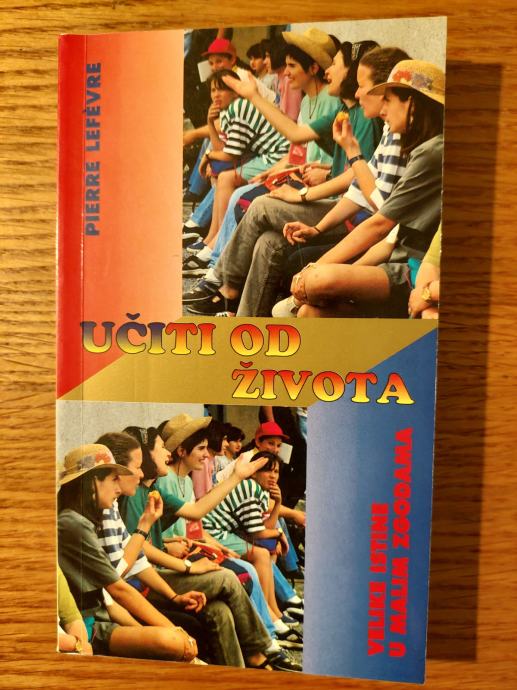 PIERRE LEFÈVRE
UČITI OD
ŽIVOTA
VELIKE ISTINE
U MALIM ZGODAMA